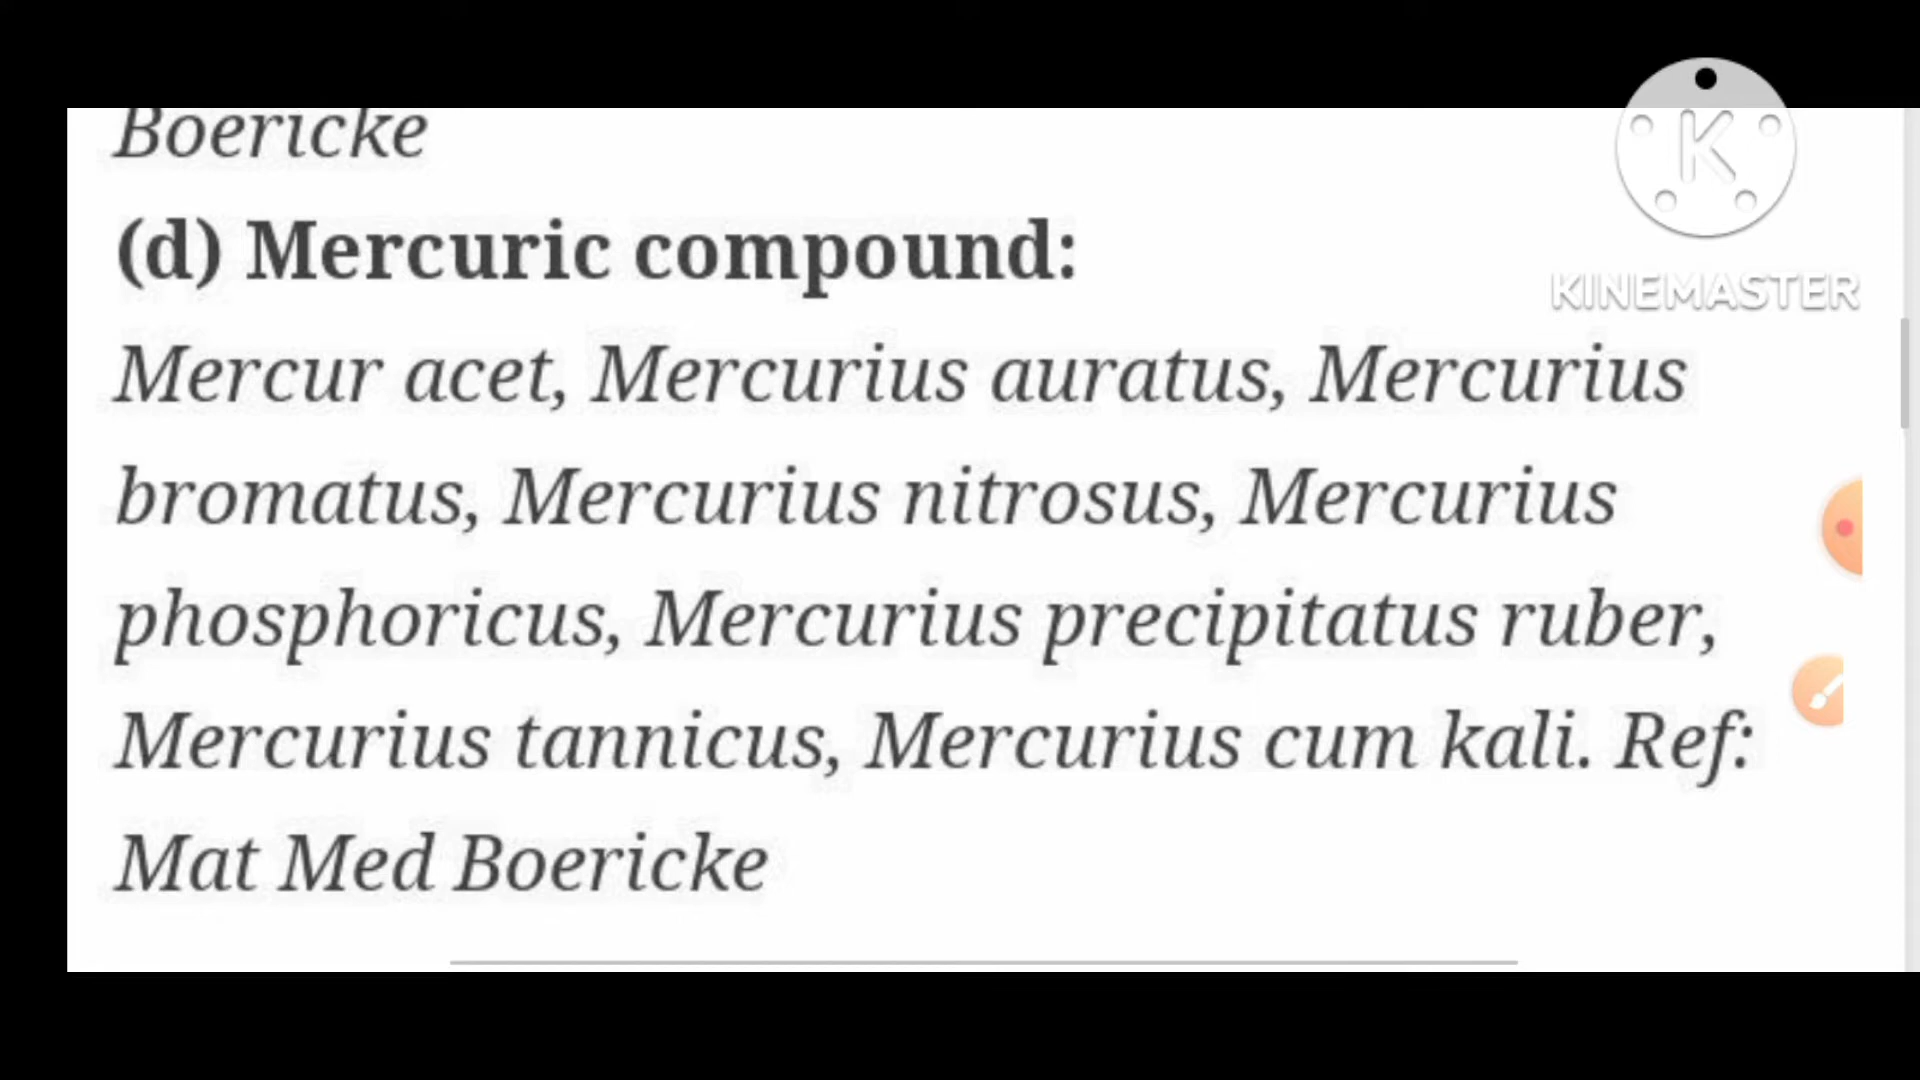 Boericke
(d) Mercuric compound:
Mercur acet, Mercurius auratus, Mercurius
bromatus, Mercurius nitrosus, Mercurius
phosphoricus, Mercurius precipitatus ruber,
Mercurius tannicus, Mercurius cum kali. Ref:
Mat Med Boericke
K
KINEMASTER